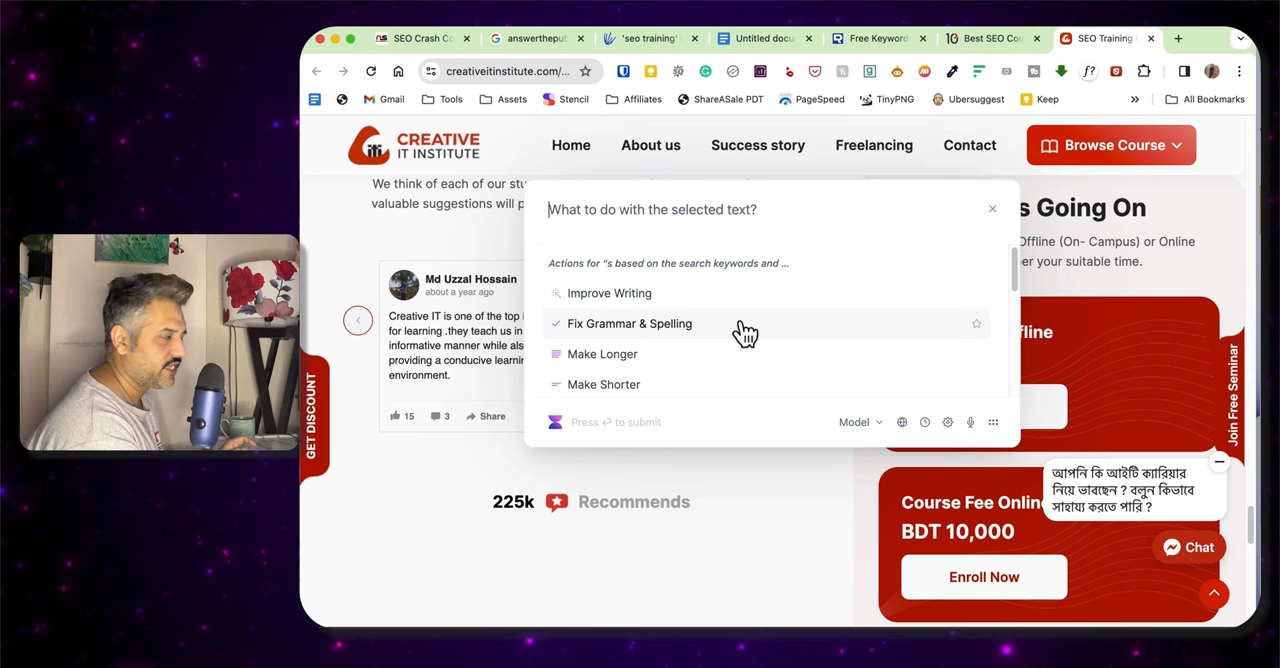 SEO Crash Co
answerthepu
'seo training'
Untitled docu
Free Keyword
Best SEO Cou
SEO Training
creativeitinstitute.com/...
Gmail
Tools
Assets
Stencil
Affiliates
ShareASale PDT
PageSpeed
TinyPNG
Ubersuggest
Keep
All Bookmarks
CREATIVE
IT INSTITUTE
Home
About us
Success story
Freelancing
Contact
Browse Course
We think of each of our stu
valuable suggestions will p
s Going On
Offline (On- Campus) or Online
er your suitable time.
What to do with the selected text?
Actions for "s based on the search keywords and ...
Improve Writing
Fix Grammar & Spelling
Make Longer
Make Shorter
Press ⏎ to submit
Model
Md Uzzal Hossain
about a year ago
Creative IT is one of the top i
for learning .they teach us in
informative manner while als
providing a conducive learnin
environment.
15
3
Share
GET DISCOUNT
fline
Join Free Seminar
225k
Recommends
Course Fee Online
BDT 10,000
Enroll Now
আপনি কি আইটি ক্যারিয়ার
নিয়ে ভাবছেন ? বলুন কিভাবে
সাহায্য করতে পারি ?
Chat